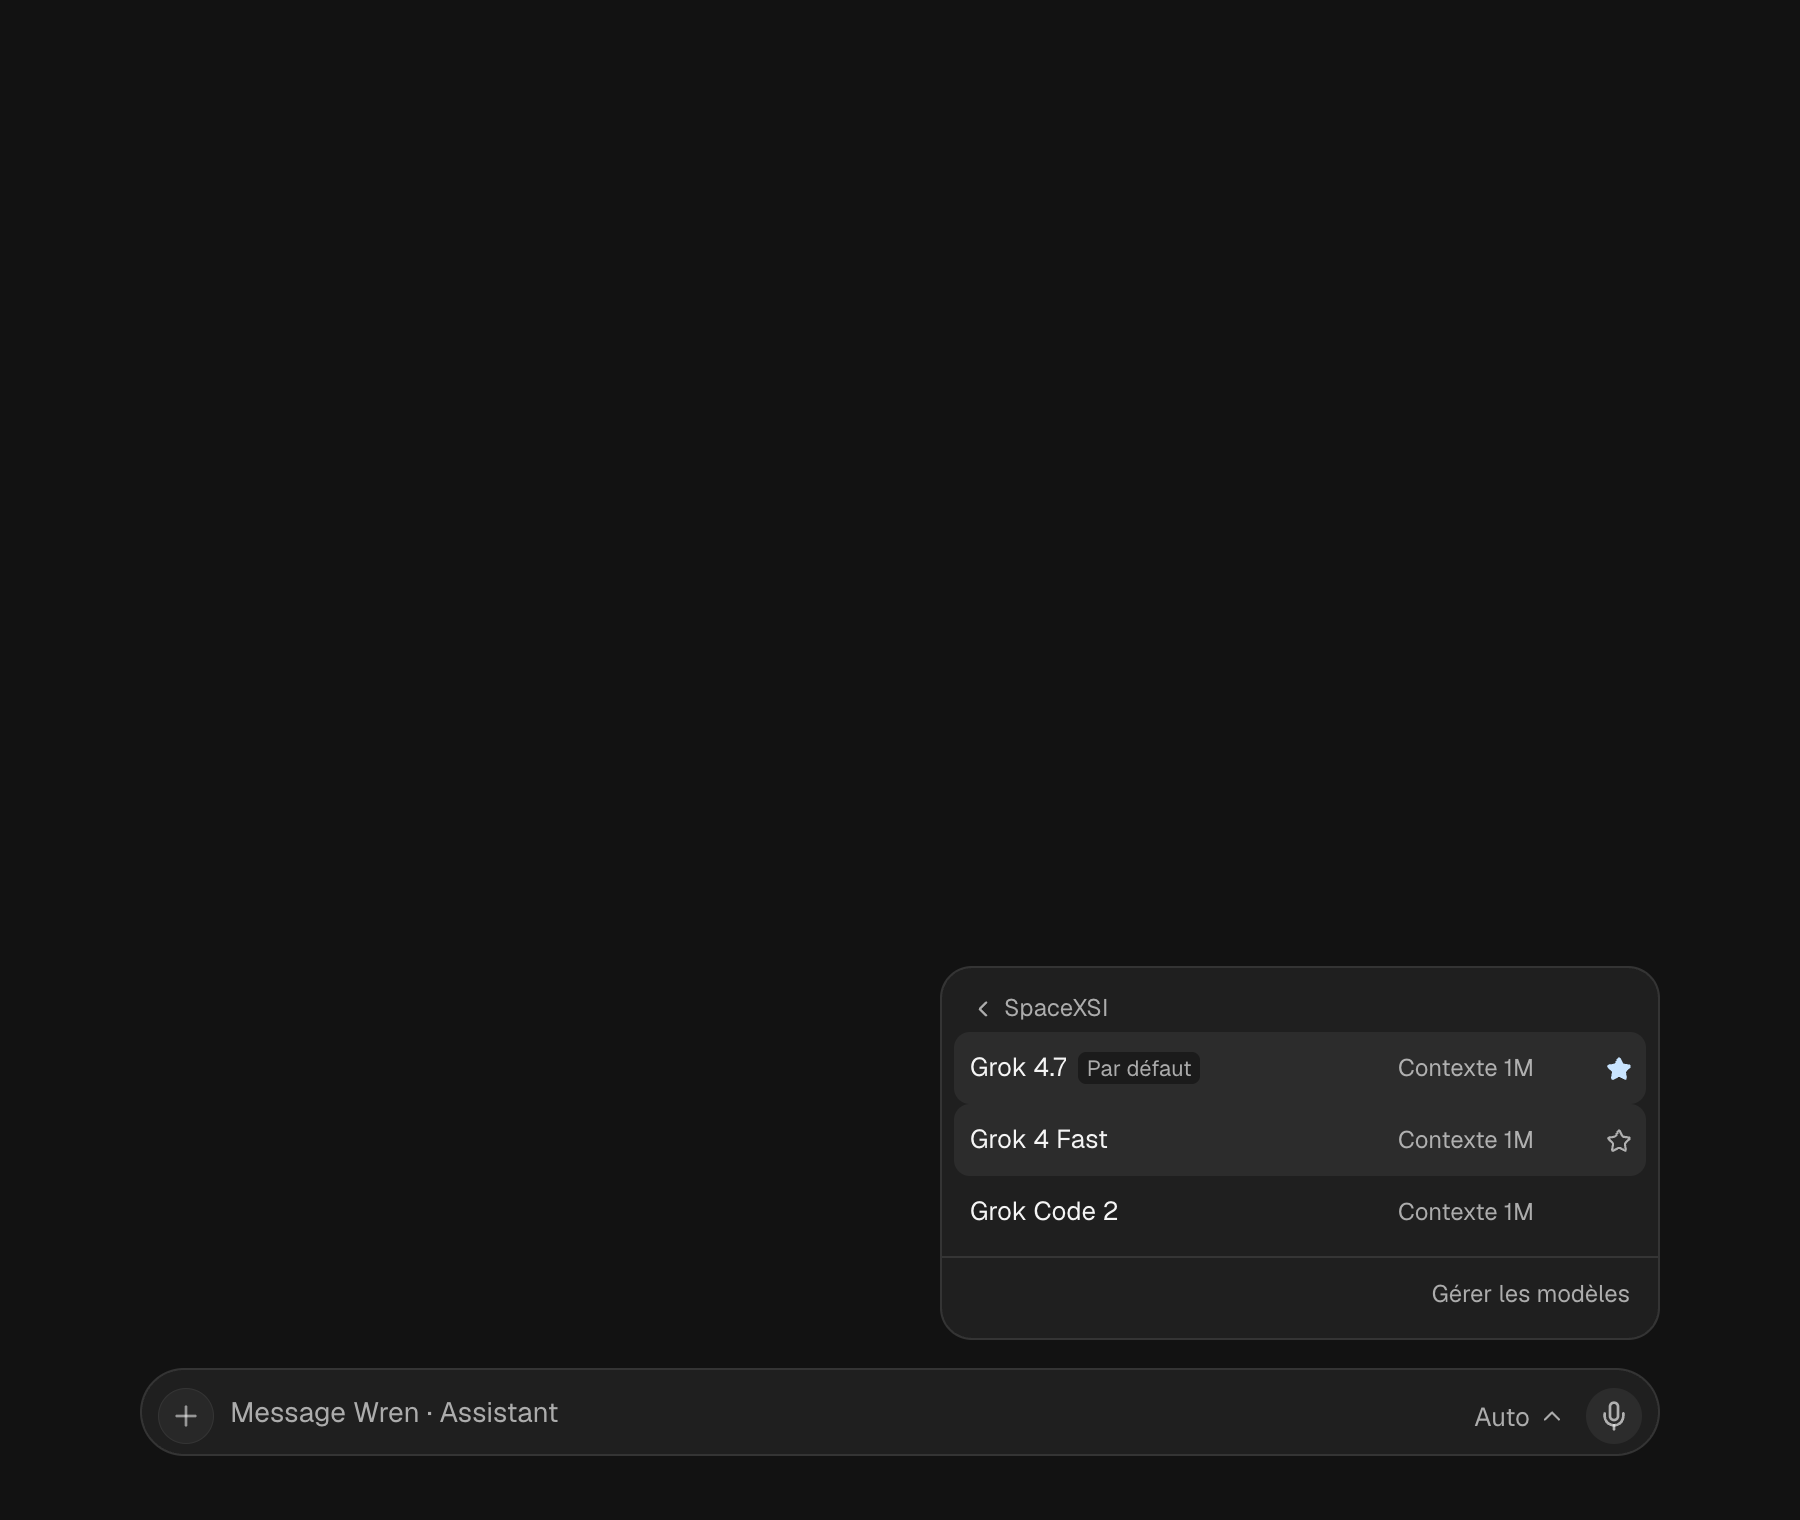 SpaceXSI
Grok 4.7 Par défaut Contexte 1M
Grok 4 Fast Contexte 1M
Grok Code 2 Contexte 1M
Gérer les modèles
Message Wren · Assistant Auto